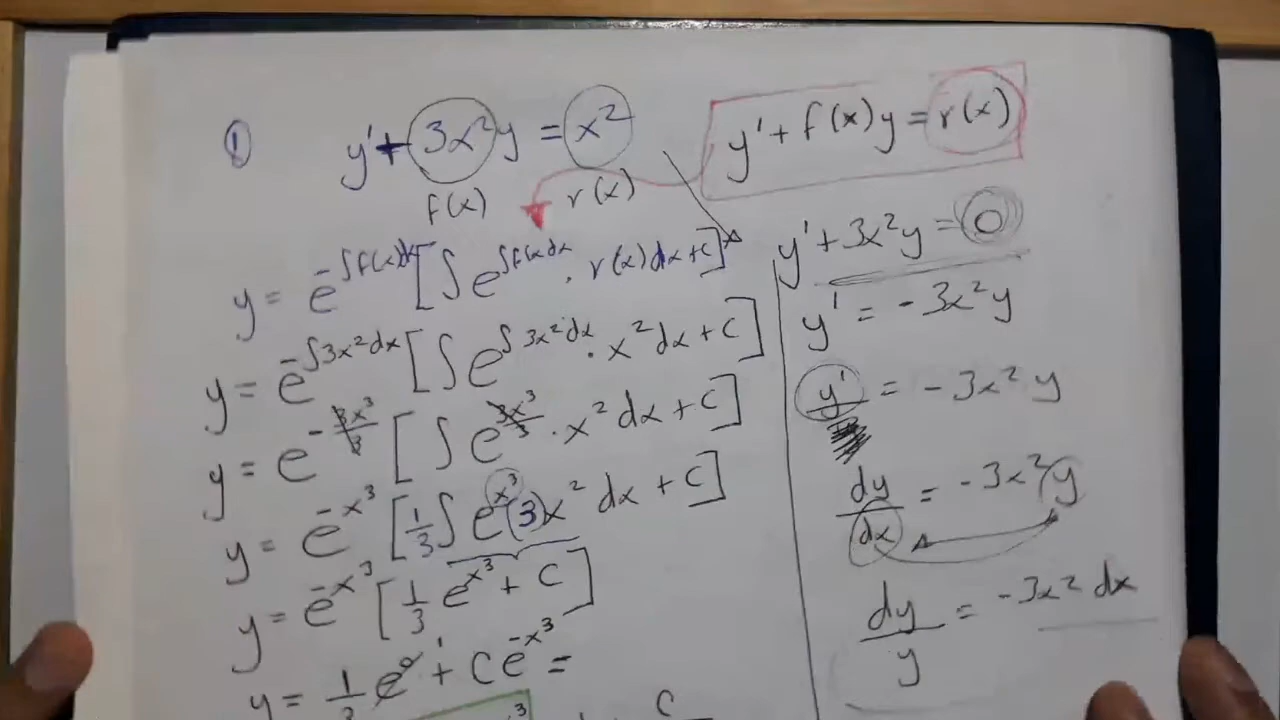 ① y' + 3x²y = x²
f(x) r(x)
y = e^{-∫f(x)dx} [∫ e^{∫f(x)dx} · r(x)dx + C]
y = e^{-∫3x²dx} [∫ e^{∫3x²dx} · x²dx + C]
y = e^{-3x³/3} [∫ e^{3x³/3} · x²dx + C]
y = e^{-x³} [1/3 ∫ e^{x³} (3)x² dx + C]
y = e^{-x³} [1/3 e^{x³} + C]
y = 1/3 e⁰ + Ce^{-x³} =
y' + f(x)y = r(x)
y' + 3x²y = 0
y' = -3x²y
y' = -3x²y
dy/dx = -3x²y
dy/y = -3x² dx